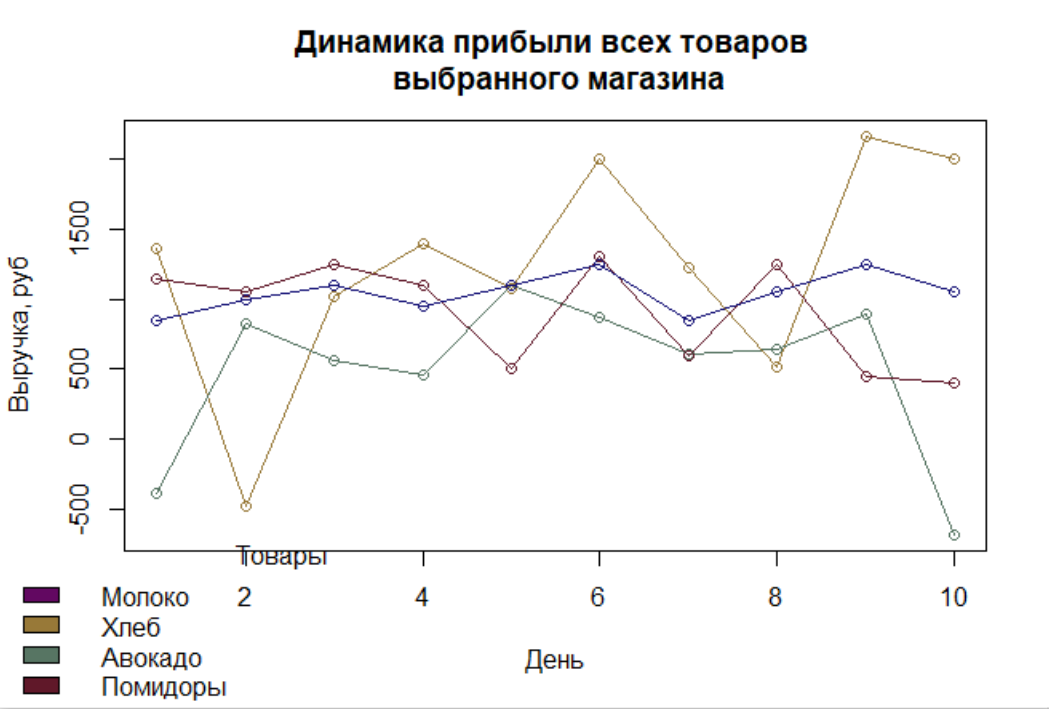 Динамика прибыли всех товаров
выбранного магазина
Выручка, руб
1500
500
0
-500
Товары
Молоко
Хлеб
Авокадо
Помидоры
2 4 6 8 10
День